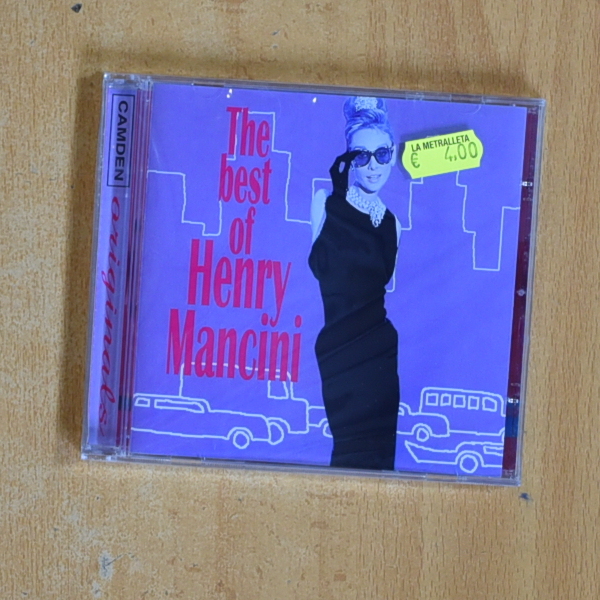 CAMDEN
originals
The
best
of
Henry
Mancini
LA METRALLETA
€ 4,00